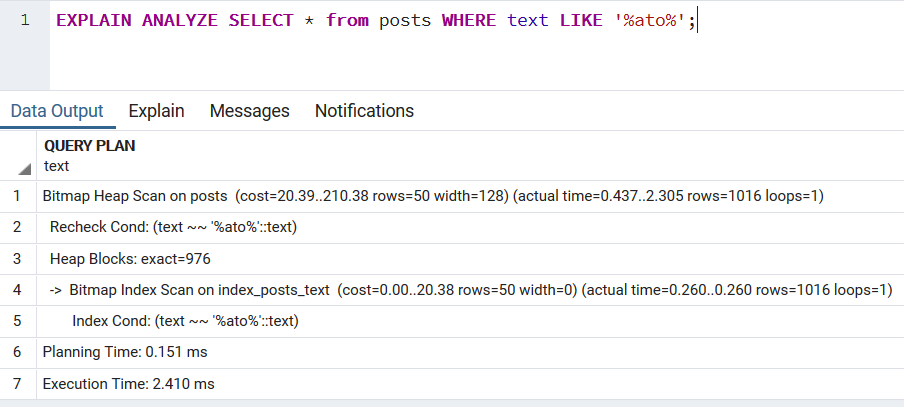 1 EXPLAIN ANALYZE SELECT * from posts WHERE text LIKE '%ato%';
Data Output Explain Messages Notifications
QUERY PLAN
text
1 Bitmap Heap Scan on posts (cost=20.39..210.38 rows=50 width=128) (actual time=0.437..2.305 rows=1016 loops=1)
2 Recheck Cond: (text ~~ '%ato%'::text)
3 Heap Blocks: exact=976
4 -> Bitmap Index Scan on index_posts_text (cost=0.00..20.38 rows=50 width=0) (actual time=0.260..0.260 rows=1016 loops=1)
5 Index Cond: (text ~~ '%ato%'::text)
6 Planning Time: 0.151 ms
7 Execution Time: 2.410 ms